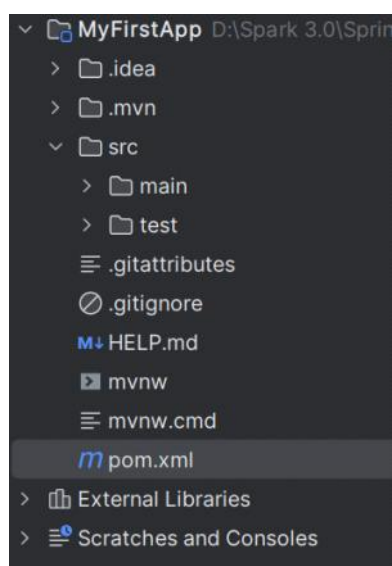 MyFirstApp D:\Spark 3.0\Sprin
.idea
.mvn
src
main
test
.gitattributes
.gitignore
M↓ HELP.md
mvnw
mvnw.cmd
m pom.xml
External Libraries
Scratches and Consoles